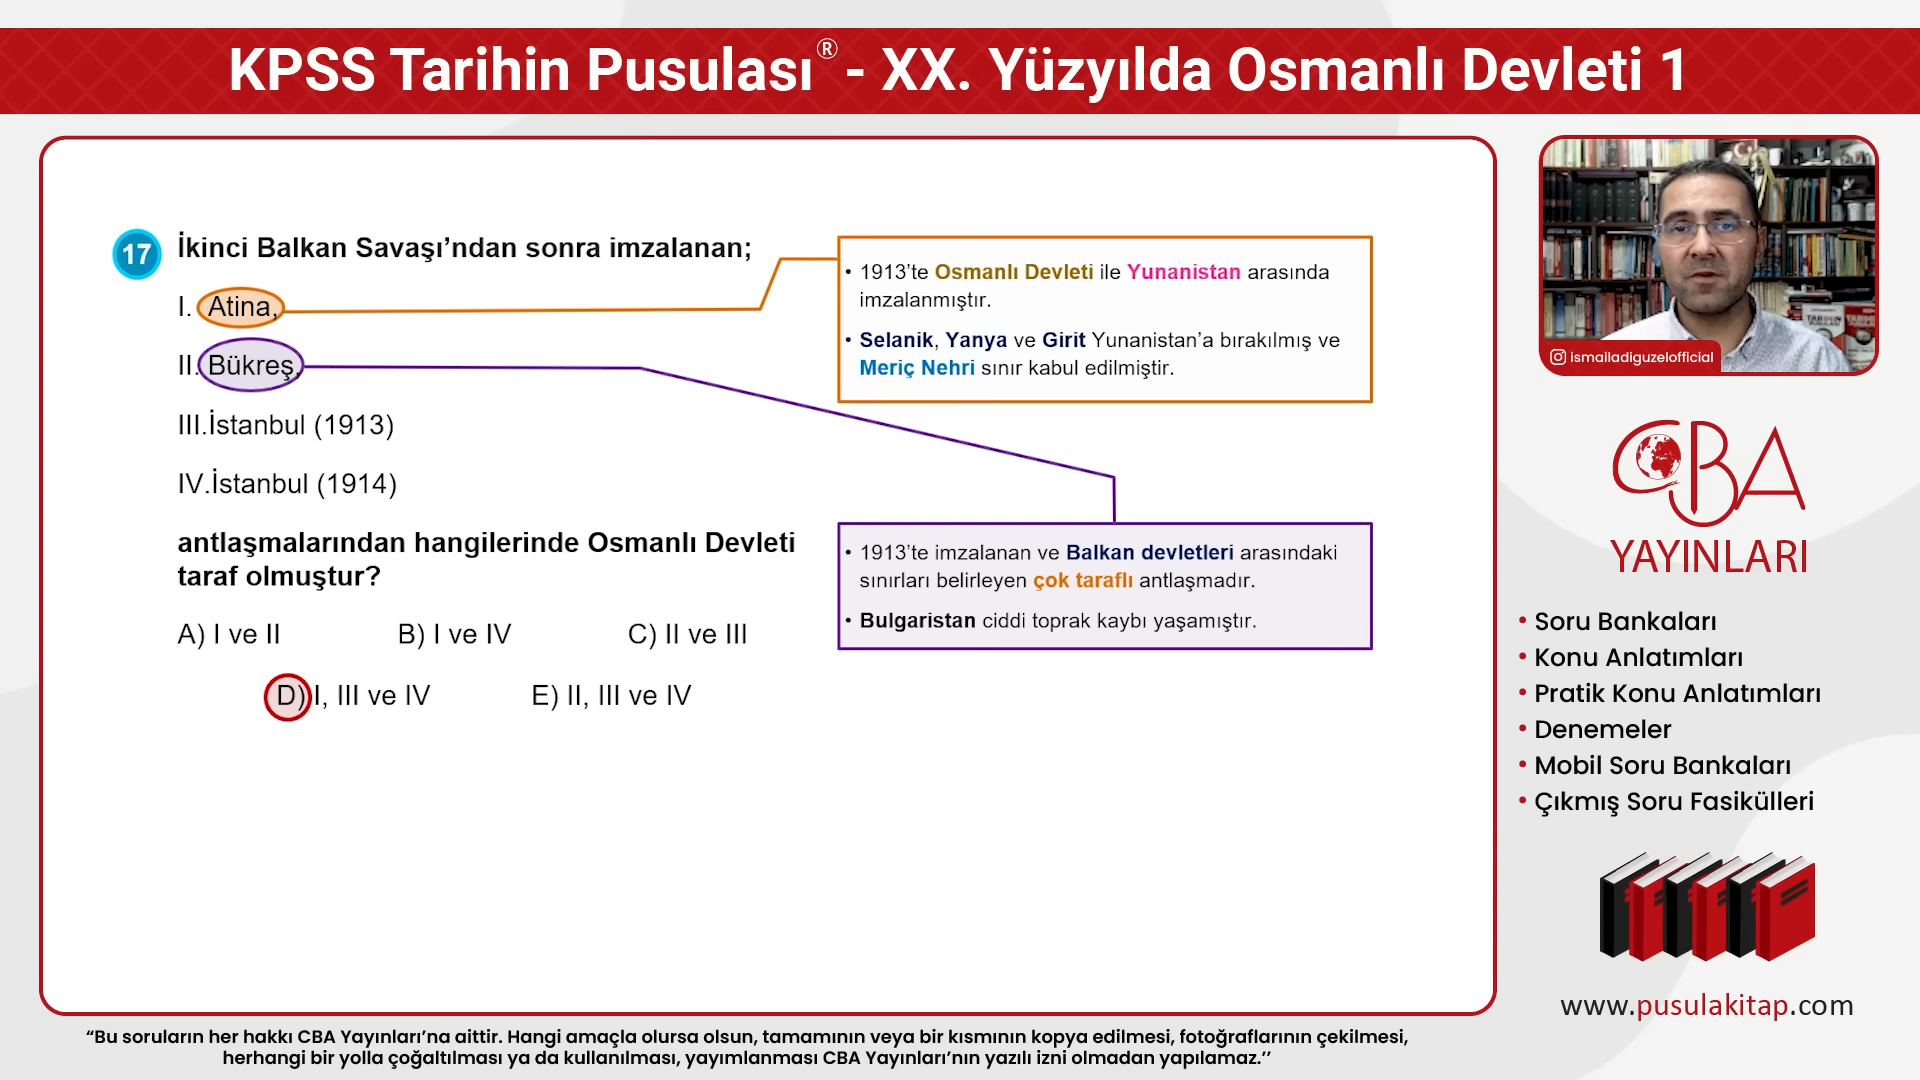 KPSS Tarihin Pusulası® - XX. Yüzyılda Osmanlı Devleti 1
17 İkinci Balkan Savaşı’ndan sonra imzalanan;
I. Atina,
II. Bükreş,
III.İstanbul (1913)
IV.İstanbul (1914)
antlaşmalarından hangilerinde Osmanlı Devleti
taraf olmuştur?
A) I ve II
B) I ve IV
C) II ve III
D) I, III ve IV
E) II, III ve IV
• 1913’te Osmanlı Devleti ile Yunanistan arasında
imzalanmıştır.
• Selanik, Yanya ve Girit Yunanistan’a bırakılmış ve
Meriç Nehri sınır kabul edilmiştir.
• 1913’te imzalanan ve Balkan devletleri arasındaki
sınırları belirleyen çok taraflı antlaşmadır.
• Bulgaristan ciddi toprak kaybı yaşamıştır.
ismailadiguzelofficial
CBA
YAYINLARI
• Soru Bankaları
• Konu Anlatımları
• Pratik Konu Anlatımları
• Denemeler
• Mobil Soru Bankaları
• Çıkmış Soru Fasikülleri
www.pusulakitap.com
“Bu soruların her hakkı CBA Yayınları’na aittir. Hangi amaçla olursa olsun, tamamının veya bir kısmının kopya edilmesi, fotoğraflarının çekilmesi,
herhangi bir yolla çoğaltılması ya da kullanılması, yayımlanması CBA Yayınları’nın yazılı izni olmadan yapılamaz.’’